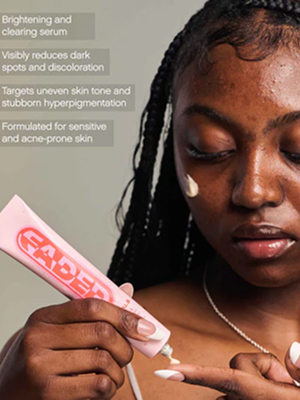 Brightening and
clearing serum
Visibly reduces dark
spots and discoloration
Targets uneven skin tone and
stubborn hyperpigmentation
Formulated for sensitive
and acne-prone skin
FADED